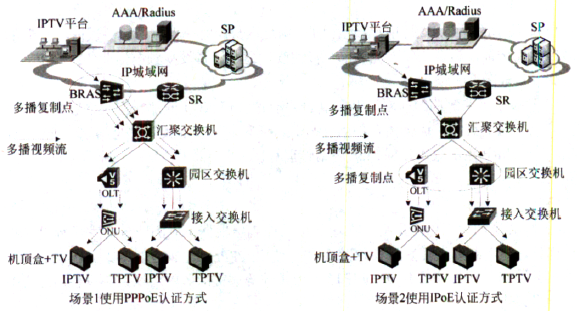 AAA/Radius
IPTV平台
SP
IP城域网
BRAS
SR
多播复制点
汇聚交换机
多播视频流
园区交换机
OLT
接入交换机
ONU
机顶盒+TV
IPTV
TPTV
IPTV
TPTV
场景1使用PPPoE认证方式
AAA/Radius
IPTV平台
SP
IP城域网
BRAS
SR
汇聚交换机
多播视频流
多播复制点
园区交换机
OLT
接入交换机
ONU
机顶盒+TV
IPTV
TPTV
IPTV
TPTV
场景2使用IPoE认证方式